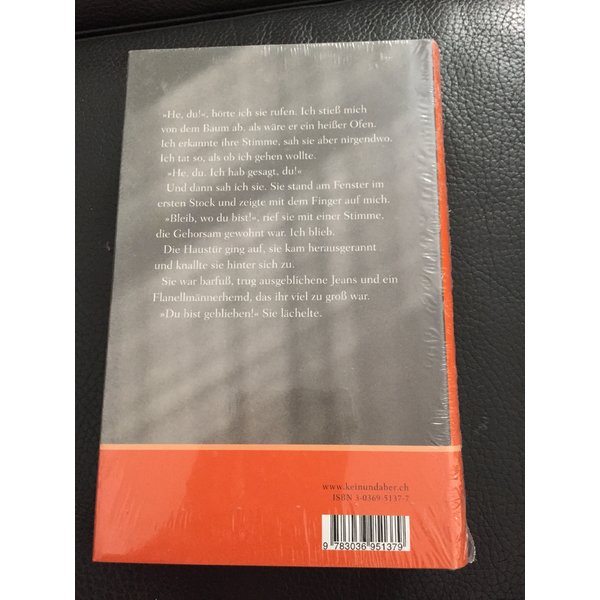 »He, du!«, hörte ich sie rufen. Ich stieß mich
von dem Baum ab, als wäre er ein heißer Ofen.
Ich erkannte ihre Stimme, sah sie aber nirgendwo.
Ich tat so, als ob ich gehen wollte.
»He, du. Ich hab gesagt, du!«
Und dann sah ich sie. Sie stand am Fenster im
ersten Stock und zeigte mit dem Finger auf mich.
»Bleib, wo du bist!«, rief sie mit einer Stimme,
die Gehorsam gewohnt war. Ich blieb.
Die Haustür ging auf, sie kam herausgerannt
und knallte sie hinter sich zu.
Sie war barfuß, trug ausgeblichene Jeans und ein
Flanellmännerhemd, das ihr viel zu groß war.
»Du bist geblieben!« Sie lächelte.
www.keinundaber.ch
ISBN 3-0369-5137-7
9 783036 951379